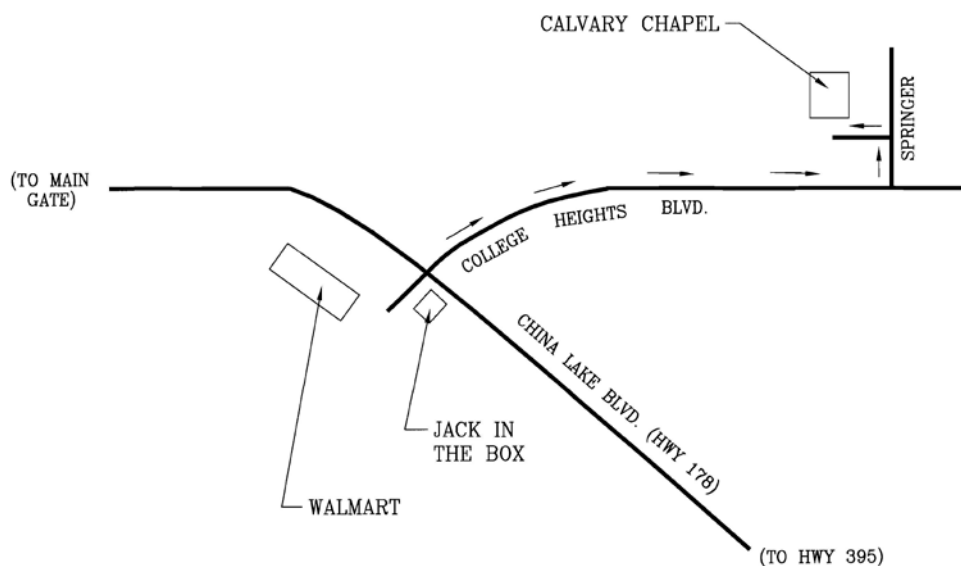 CALVARY CHAPEL
SPRINGER
(TO MAIN
GATE)
COLLEGE HEIGHTS BLVD.
CHINA LAKE BLVD. (HWY 178)
JACK IN
THE BOX
WALMART
(TO HWY 395)